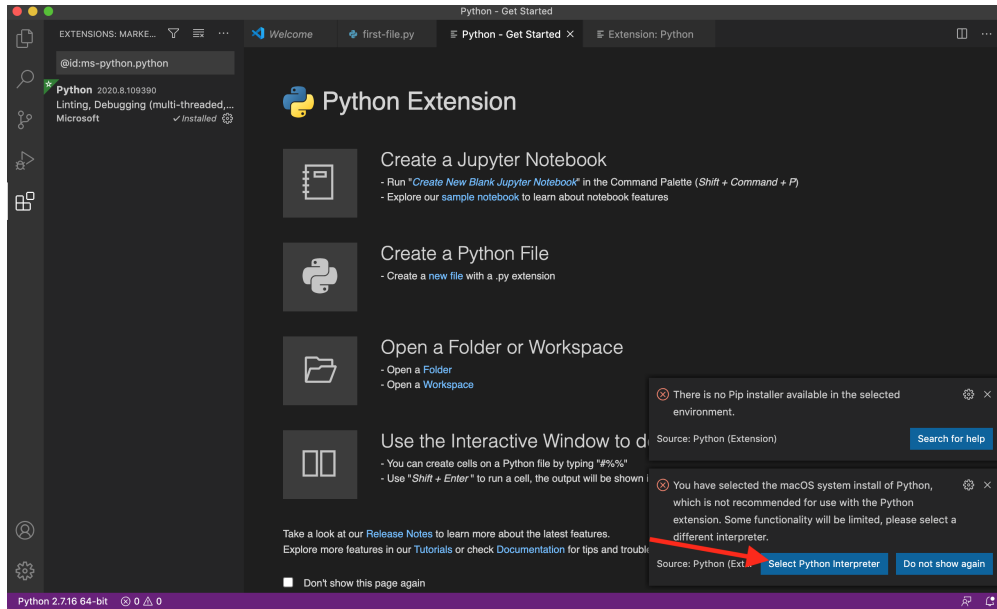 Python - Get Started
EXTENSIONS: MARKE...
Welcome
first-file.py
Python - Get Started
Extension: Python
@id:ms-python.python
Python 2020.8.109390
Linting, Debugging (multi-threaded,...
Microsoft
Installed
Python Extension
Create a Jupyter Notebook
- Run "Create New Blank Jupyter Notebook" in the Command Palette (Shift + Command + P)
- Explore our sample notebook to learn about notebook features
Create a Python File
- Create a new file with a .py extension
Open a Folder or Workspace
- Open a Folder
- Open a Workspace
Use the Interactive Window to d
- You can create cells on a Python file by typing "#%%"
- Use "Shift + Enter" to run a cell, the output will be shown
Take a look at our Release Notes to learn more about the latest features.
Explore more features in our Tutorials or check Documentation for tips and trouble
Don't show this page again
There is no Pip installer available in the selected
environment.
Source: Python (Extension)
Search for help
You have selected the macOS system install of Python,
which is not recommended for use with the Python
extension. Some functionality will be limited, please select a
different interpreter.
Source: Python (Ext...
Select Python Interpreter
Do not show again
Python 2.7.16 64-bit
0
0